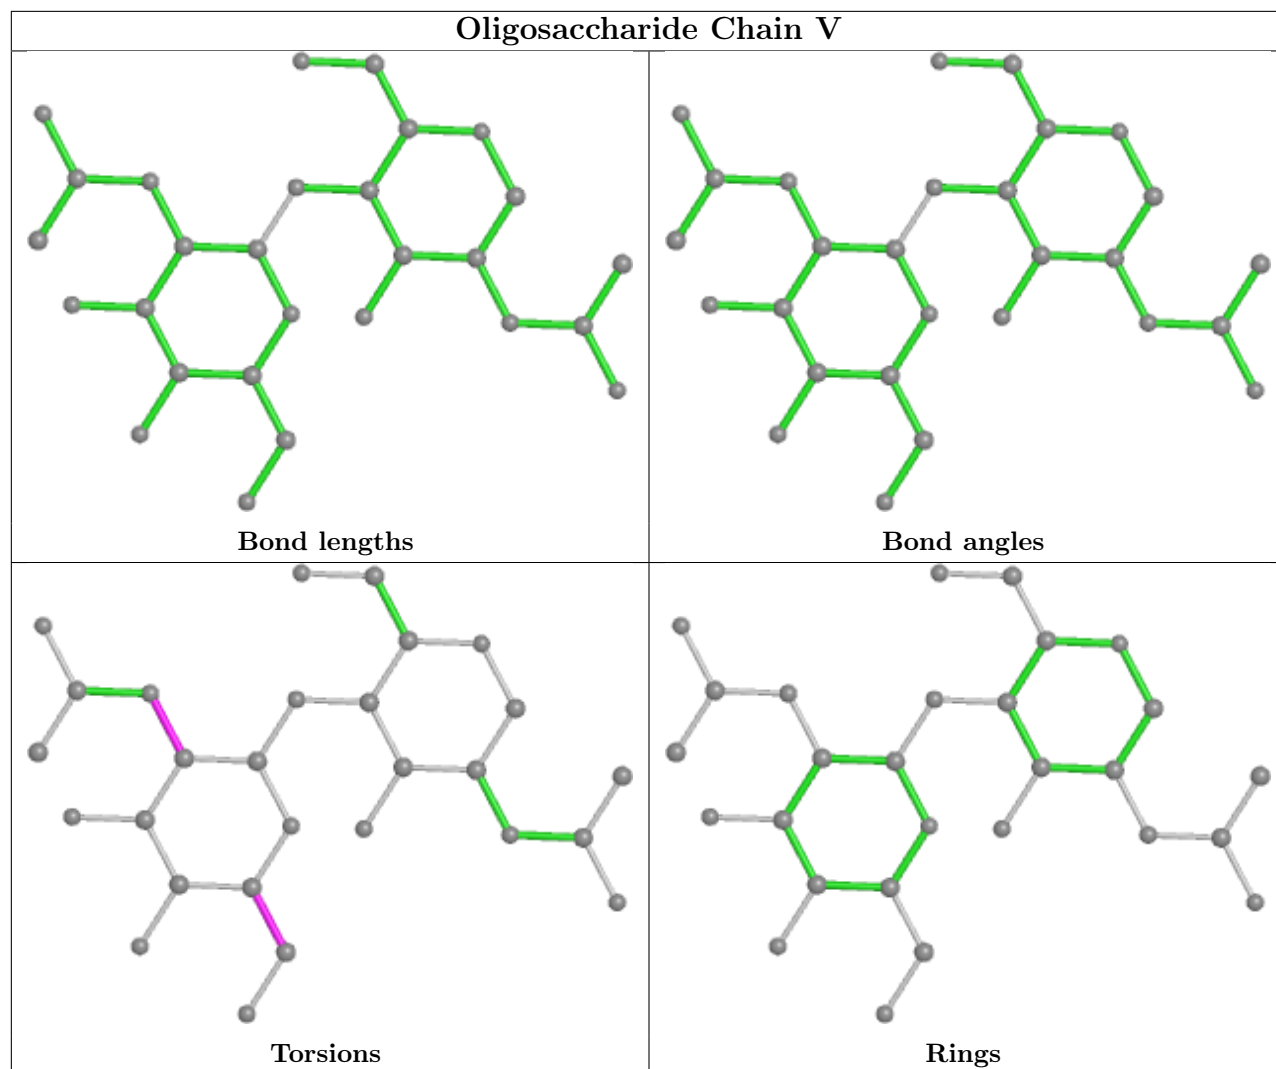 Oligosaccharide Chain V
Bond lengths
Bond angles
Torsions
Rings